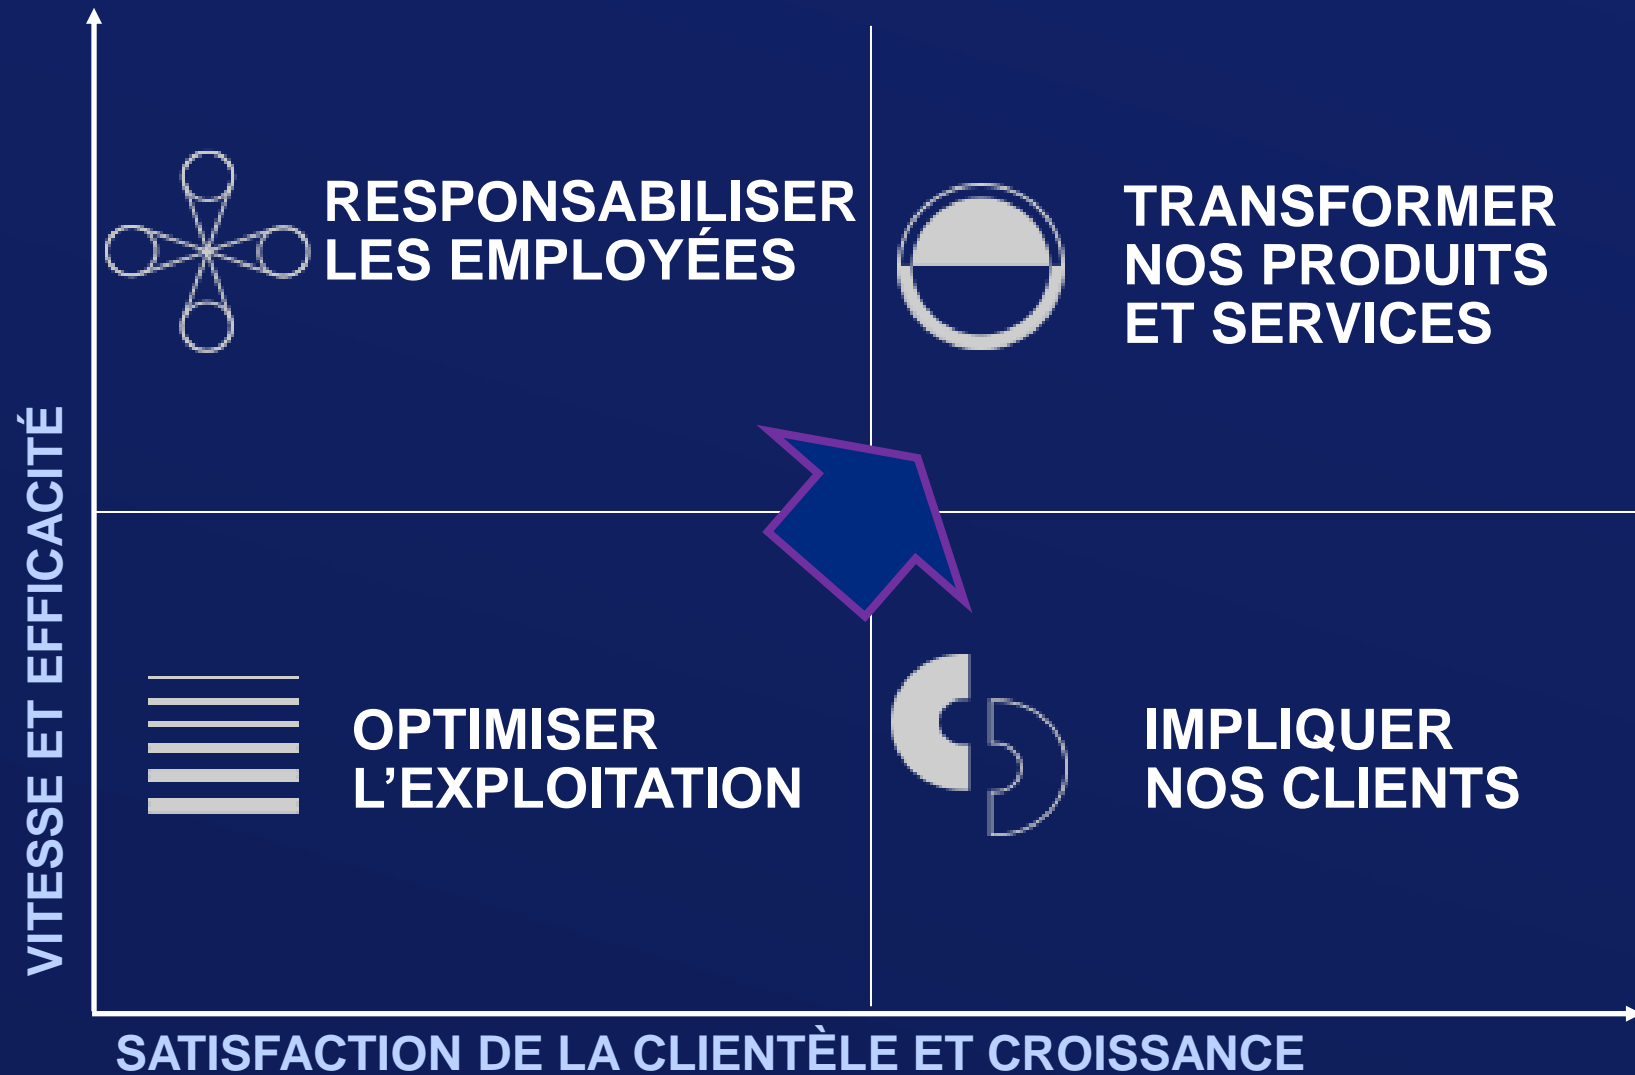 RESPONSABILISER
LES EMPLOYÉES
TRANSFORMER
NOS PRODUITS
ET SERVICES
VITESSE ET EFFICACITÉ
OPTIMISER
L’EXPLOITATION
IMPLIQUER
NOS CLIENTS
SATISFACTION DE LA CLIENTÈLE ET CROISSANCE